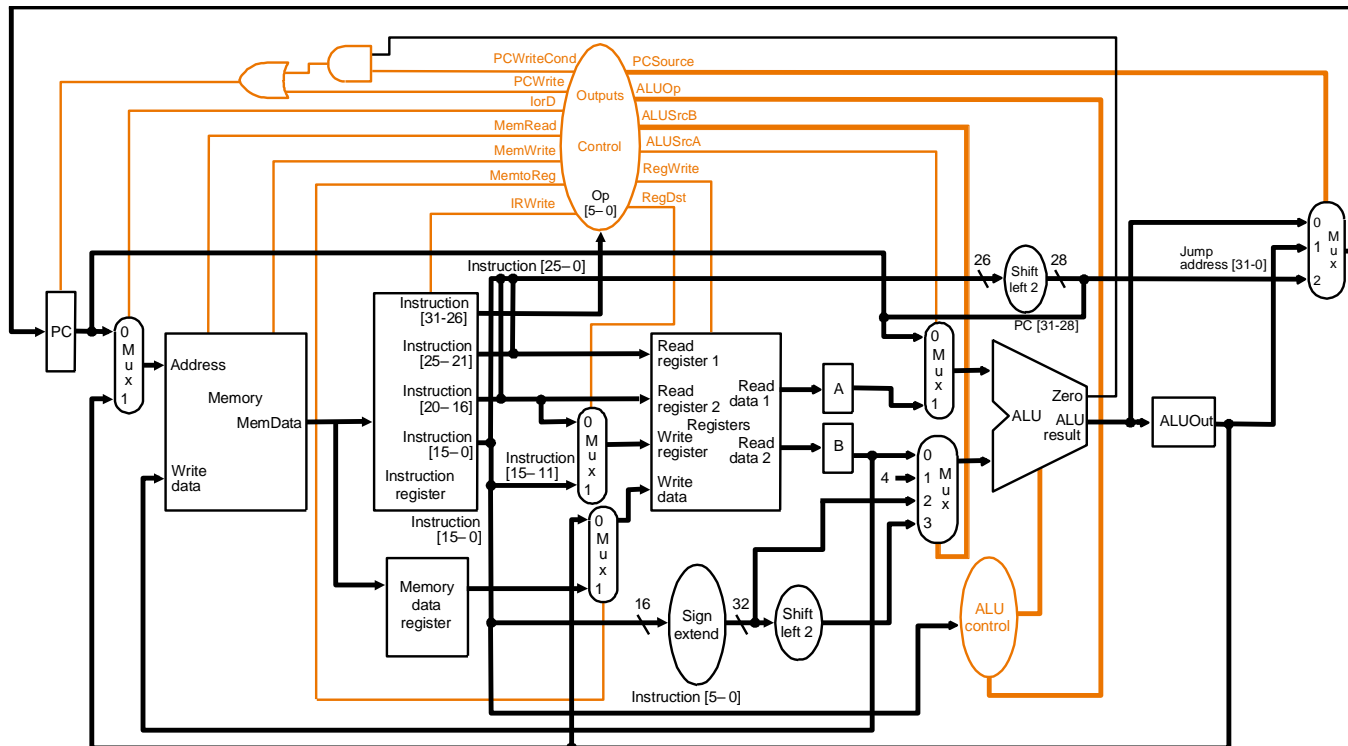 PCWriteCond
PCWrite
IorD
MemRead
MemWrite
MemtoReg
IRWrite
Outputs
Control
Op
[5–0]
PCSource
ALUOp
ALUSrcB
ALUSrcA
RegWrite
RegDst
Instruction [25–0]
26
Shift
left 2
28
Jump
address [31-0]
PC [31-28]
0
1
2
M
u
x
PC
0
M
u
x
1
Address
Memory
MemData
Write
data
Instruction
[31-26]
Instruction
[25–21]
Instruction
[20–16]
Instruction
[15–0]
Instruction
register
Instruction
[15–0]
Instruction
[15–11]
0
M
u
x
1
0
M
u
x
1
Memory
data
register
Read
register 1
Read
register 2
Registers
Write
register
Write
data
Read
data 1
Read
data 2
A
B
0
M
u
x
1
4
0
1
2
3
M
u
x
Zero
ALU
ALU
result
ALUOut
16
Sign
extend
32
Shift
left 2
ALU
control
Instruction [5–0]